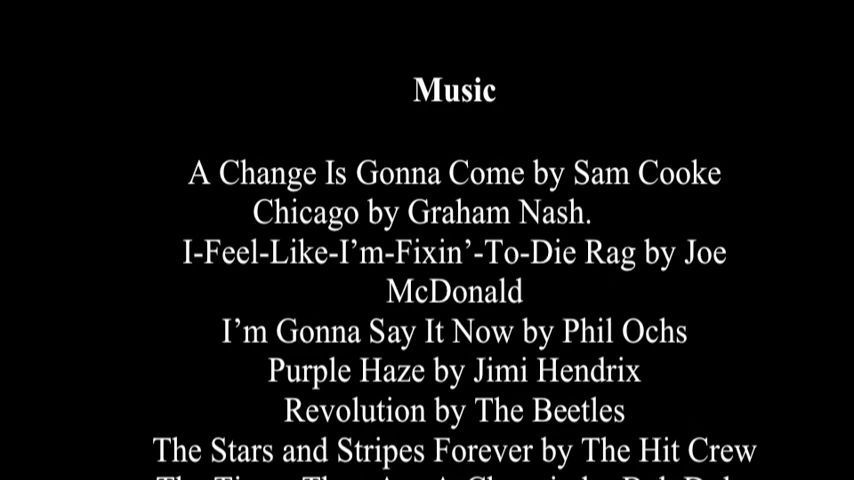 Music
A Change Is Gonna Come by Sam Cooke
Chicago by Graham Nash.
I-Feel-Like-I’m-Fixin’-To-Die Rag by Joe
McDonald
I’m Gonna Say It Now by Phil Ochs
Purple Haze by Jimi Hendrix
Revolution by The Beetles
The Stars and Stripes Forever by The Hit Crew